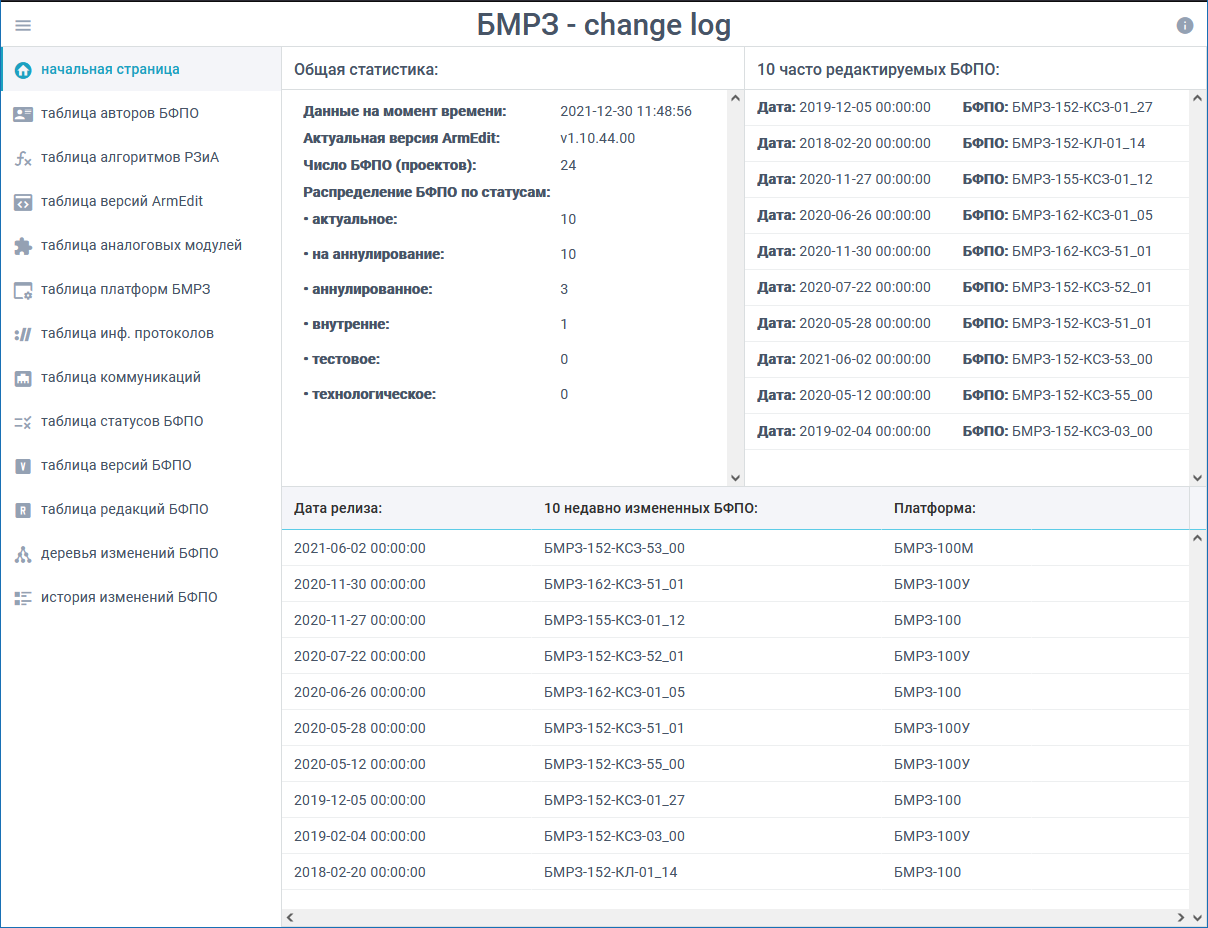 БМРЗ - change log
начальная страница
таблица авторов БФПО
таблица алгоритмов РЗиА
таблица версий ArmEdit
таблица аналоговых модулей
таблица платформ БМРЗ
таблица инф. протоколов
таблица коммуникаций
таблица статусов БФПО
таблица версий БФПО
таблица редакций БФПО
деревья изменений БФПО
история изменений БФПО
Общая статистика:
Данные на момент времени: 2021-12-30 11:48:56
Актуальная версия ArmEdit: v1.10.44.00
Число БФПО (проектов): 24
Распределение БФПО по статусам:
· актуальное: 10
· на аннулирование: 10
· аннулированное: 3
· внутренне: 1
· тестовое: 0
· технологическое: 0
10 часто редактируемых БФПО:
Дата: 2019-12-05 00:00:00 БФПО: БМРЗ-152-КСЗ-01_27
Дата: 2018-02-20 00:00:00 БФПО: БМРЗ-152-КЛ-01_14
Дата: 2020-11-27 00:00:00 БФПО: БМРЗ-155-КСЗ-01_12
Дата: 2020-06-26 00:00:00 БФПО: БМРЗ-162-КСЗ-01_05
Дата: 2020-11-30 00:00:00 БФПО: БМРЗ-162-КСЗ-51_01
Дата: 2020-07-22 00:00:00 БФПО: БМРЗ-152-КСЗ-52_01
Дата: 2020-05-28 00:00:00 БФПО: БМРЗ-152-КСЗ-51_01
Дата: 2021-06-02 00:00:00 БФПО: БМРЗ-152-КСЗ-53_00
Дата: 2020-05-12 00:00:00 БФПО: БМРЗ-152-КСЗ-55_00
Дата: 2019-02-04 00:00:00 БФПО: БМРЗ-152-КСЗ-03_00
Дата релиза: 10 недавно измененных БФПО: Платформа:
2021-06-02 00:00:00 БМРЗ-152-КСЗ-53_00 БМРЗ-100М
2020-11-30 00:00:00 БМРЗ-162-КСЗ-51_01 БМРЗ-100У
2020-11-27 00:00:00 БМРЗ-155-КСЗ-01_12 БМРЗ-100
2020-07-22 00:00:00 БМРЗ-152-КСЗ-52_01 БМРЗ-100У
2020-06-26 00:00:00 БМРЗ-162-КСЗ-01_05 БМРЗ-100
2020-05-28 00:00:00 БМРЗ-152-КСЗ-51_01 БМРЗ-100У
2020-05-12 00:00:00 БМРЗ-152-КСЗ-55_00 БМРЗ-100У
2019-12-05 00:00:00 БМРЗ-152-КСЗ-01_27 БМРЗ-100
2019-02-04 00:00:00 БМРЗ-152-КСЗ-03_00 БМРЗ-100У
2018-02-20 00:00:00 БМРЗ-152-КЛ-01_14 БМРЗ-100